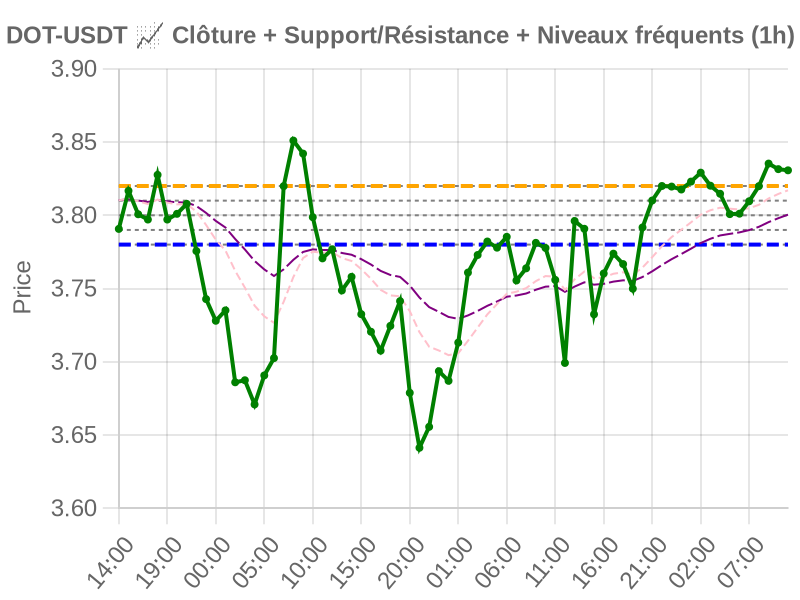 DOT-USDT 📈 Clôture + Support/Résistance + Niveaux fréquents (1h)
3.90
3.85
3.80
3.75
3.70
3.65
3.60
Price
14:00 19:00 00:00 05:00 10:00 15:00 20:00 01:00 06:00 11:00 16:00 21:00 02:00 07:00